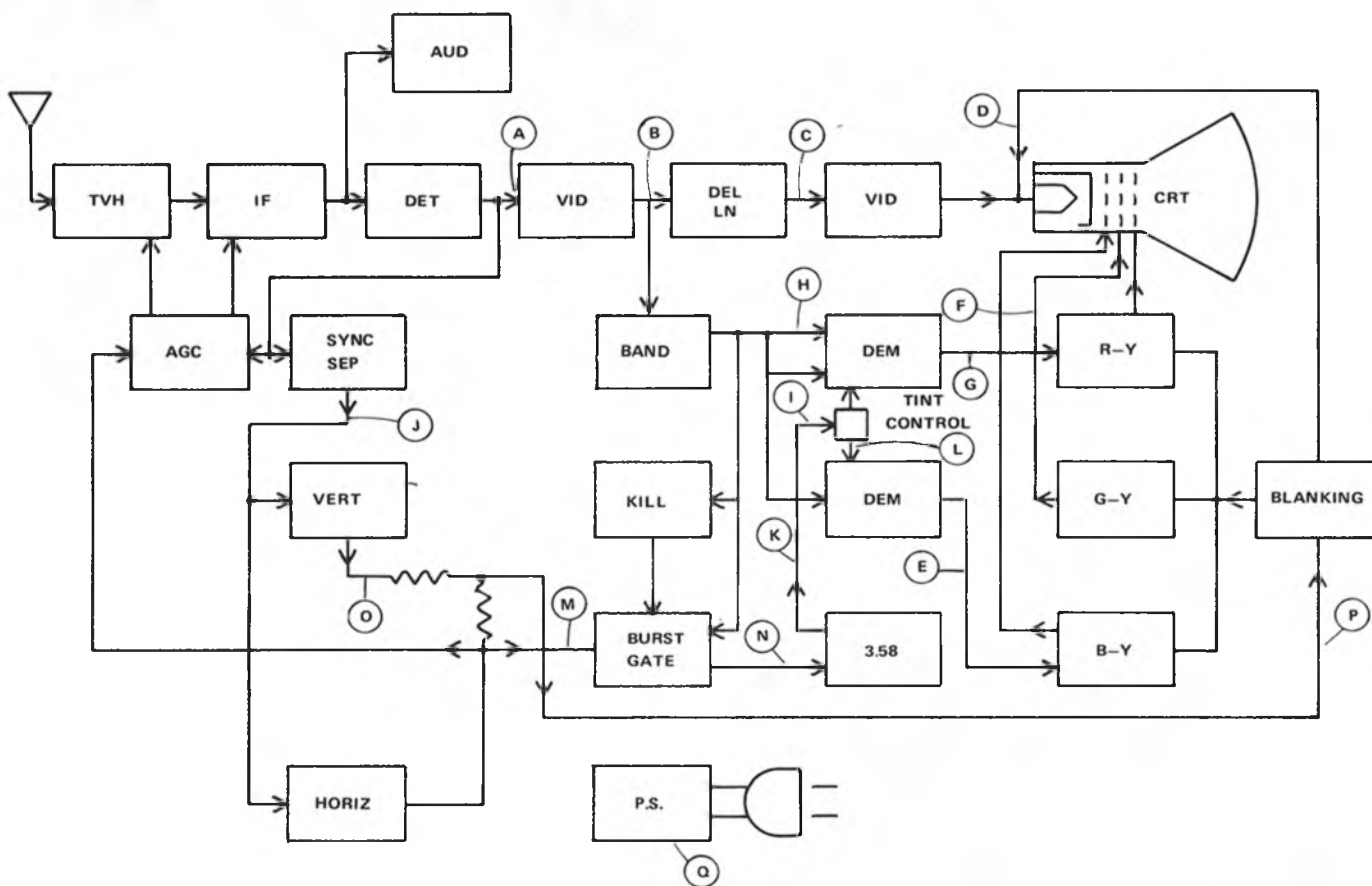 AUD
A
B
C
D
TVH
IF
DET
VID
DEL
LN
VID
CRT
H
F
AGC
SYNC
SEP
BAND
DEM
R–Y
G
I
TINT
CONTROL
J
L
VERT
KILL
DEM
G–Y
BLANKING
K
E
O
M
N
P
BURST
GATE
3.58
B–Y
HORIZ
P.S.
Q